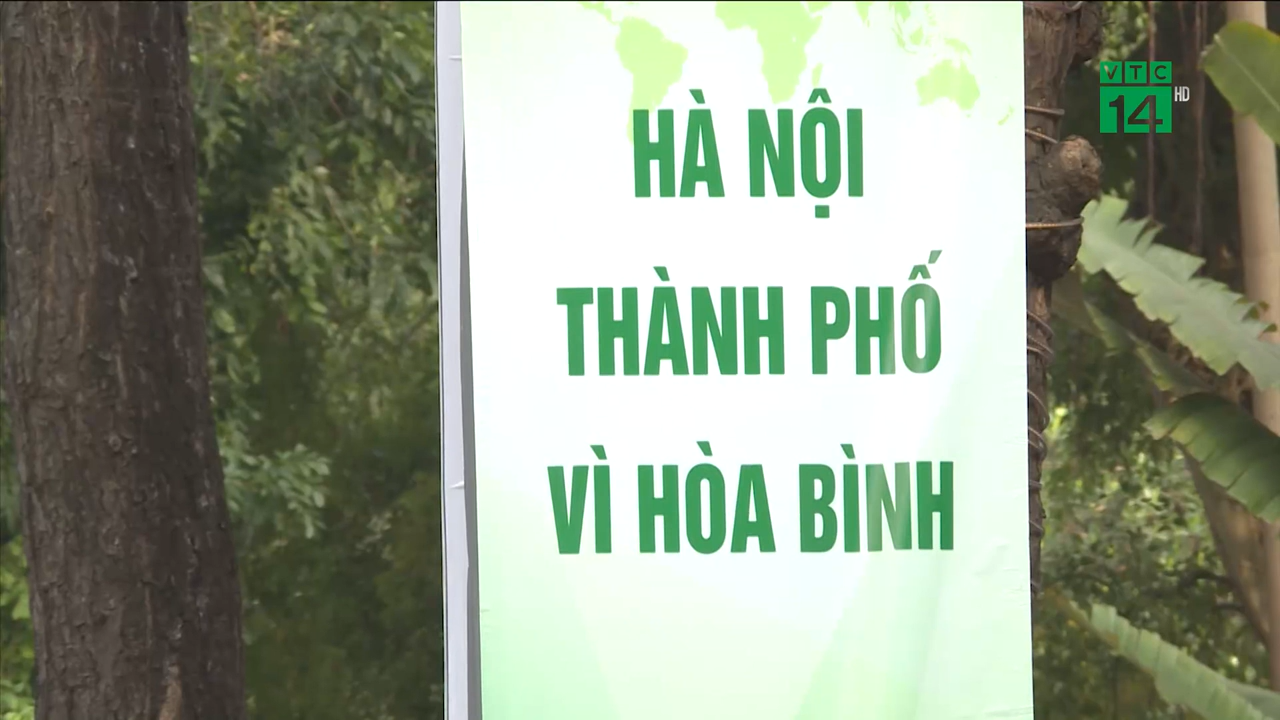 VTC
14 HD
HÀ NỘI
THÀNH PHỐ
VÌ HÒA BÌNH